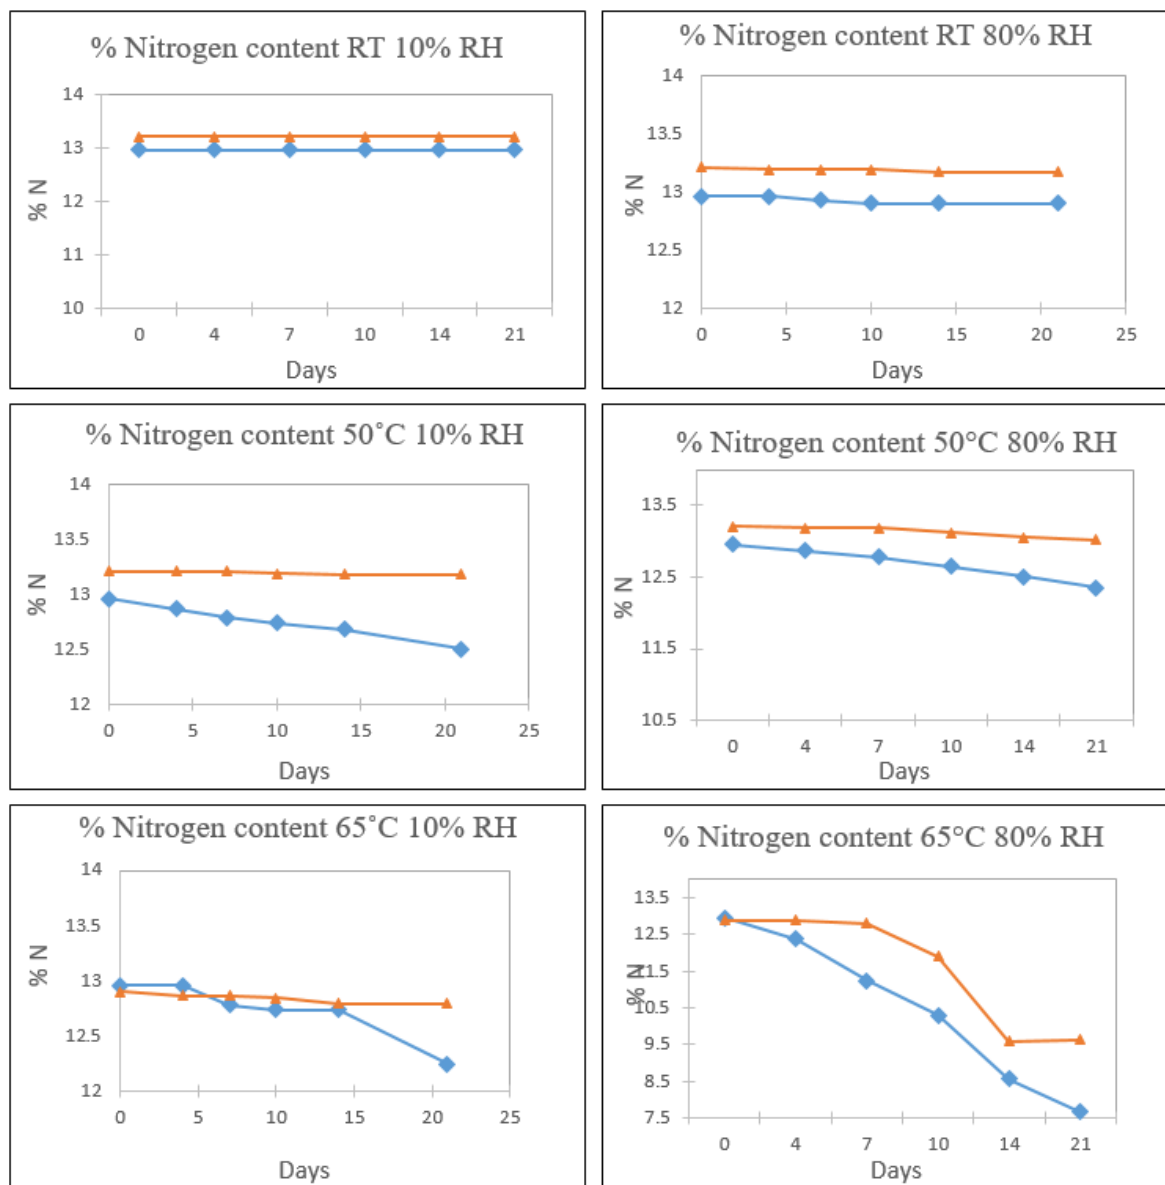 % Nitrogen content RT 10% RH
14
13
12
11
10
% N
0 4 7 10 14 21
Days
% Nitrogen content RT 80% RH
14
13.5
13
12.5
12
% N
0 5 10 15 20 25
Days
% Nitrogen content 50˚C 10% RH
14
13.5
13
12.5
12
% N
0 5 10 15 20 25
Days
% Nitrogen content 50°C 80% RH
13.5
12.5
11.5
10.5
% N
0 4 7 10 14 21
Days
% Nitrogen content 65˚C 10% RH
14
13.5
13
12.5
12
% N
0 5 10 15 20 25
Days
% Nitrogen content 65°C 80% RH
13.5
12.5
11.5
10.5
9.5
8.5
7.5
% N
0 4 7 10 14 21
Days